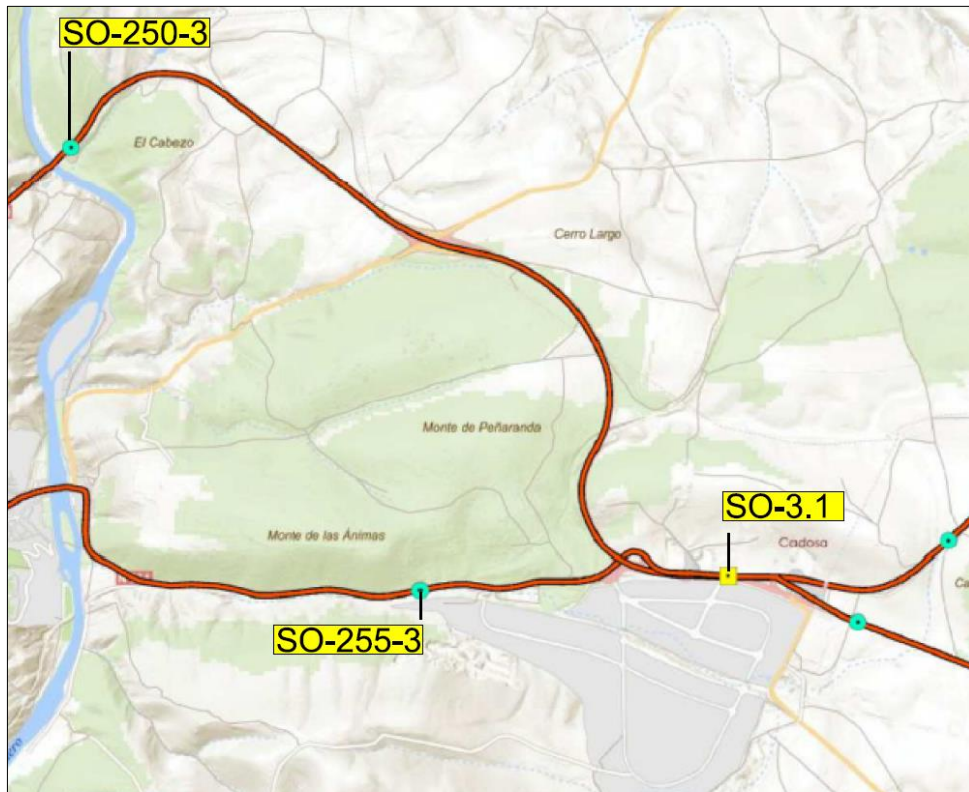 SO-250-3
El Cabezo
Cerro Largo
Monte de Peñaranda
SO-3.1
Monte de las Ánimas
Cadosa
Ca
SO-255-3